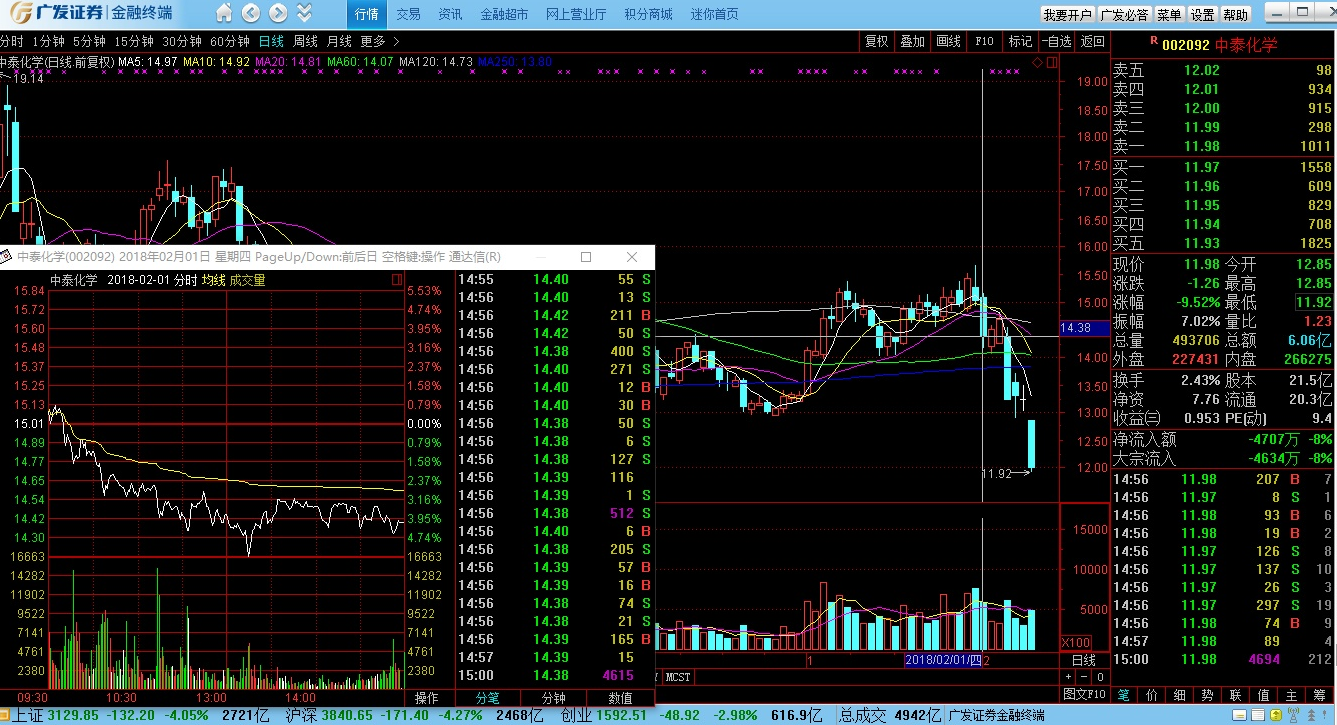 广发证券 | 金融终端 行情 交易 资讯 金融超市 网上营业厅 积分商城 迷你首页 我要开户 广发必答 菜单 设置 帮助
分时 1分钟 5分钟 15分钟 30分钟 60分钟 日线 周线 月线 更多 > 复权 叠加 画线 F10 标记 -自选 返回
R 002092 中泰化学
中泰化学(日线.前复权) MA5: 14.97 MA10: 14.92 MA20: 14.81 MA60: 14.07 MA120: 14.73 MA250: 13.80
19.14
19.00
18.50
18.00
17.50
17.00
16.50
16.00
15.50
15.00
14.38
14.00
13.50
13.00
12.50
12.00
11.92
15000
10000
5000
X100
1 2018/02/01/四 2 日线
MCST + - 0
图文F10
卖五 12.02 98
卖四 12.01 934
卖三 12.00 915
卖二 11.99 298
卖一 11.98 1011
买一 11.97 1558
买二 11.96 609
买三 11.95 829
买四 11.94 708
买五 11.93 1825
现价 11.98 今开 12.85
涨跌 -1.26 最高 12.85
涨幅 -9.52% 最低 11.92
振幅 7.02% 量比 1.23
总量 493706 总额 6.06亿
外盘 227431 内盘 266275
换手 2.43% 股本 21.5亿
净资 7.76 流通 20.3亿
收益㈢ 0.953 PE(动) 9.4
净流入额 -4707万 -8%
大宗流入 -4634万 -8%
14:56 11.98 207 B 7
14:56 11.97 8 S 1
14:56 11.98 93 B 6
14:56 11.98 19 B 2
14:56 11.97 126 S 8
14:56 11.97 137 S 10
14:56 11.97 26 S 3
14:56 11.97 297 S 19
14:56 11.98 74 B 9
14:57 11.98 89 4
15:00 11.98 4694 212
笔 价 细 势 联 值 主 筹
中泰化学(002092) 2018年02月01日 星期四 PageUp/Down:前后日 空格键:操作 通达信(R)
中泰化学 2018-02-01 分时 均线 成交量
15.84 5.53%
15.72 4.74%
15.60 3.95%
15.48 3.16%
15.37 2.37%
15.25 1.58%
15.13 0.79%
15.01 0.00%
14.89 0.79%
14.77 1.58%
14.65 2.37%
14.54 3.16%
14.42 3.95%
14.30 4.74%
16663 16663
14282 14282
11902 11902
9522 9522
7141 7141
4761 4761
2380 2380
09:30 10:30 13:00 14:00 操作
14:55 14.40 55 S
14:56 14.40 13 S
14:56 14.42 211 B
14:56 14.42 50 S
14:56 14.38 400 S
14:56 14.40 271 S
14:56 14.40 12 B
14:56 14.40 30 B
14:56 14.38 50 S
14:56 14.38 6 S
14:56 14.38 127 S
14:56 14.39 116
14:56 14.39 1 S
14:56 14.38 512 S
14:56 14.40 6 B
14:56 14.38 205 S
14:56 14.39 57 B
14:56 14.39 16 B
14:56 14.38 74 S
14:56 14.38 21 S
14:56 14.39 165 B
14:57 14.39 15
15:00 14.38 4615
分笔 分钟 数值
上证 3129.85 -132.20 -4.05% 2721亿 沪深 3840.65 -171.40 -4.27% 2468亿 创业 1592.51 -48.92 -2.98% 616.9亿 总成交 4942亿 广发证券金融终端